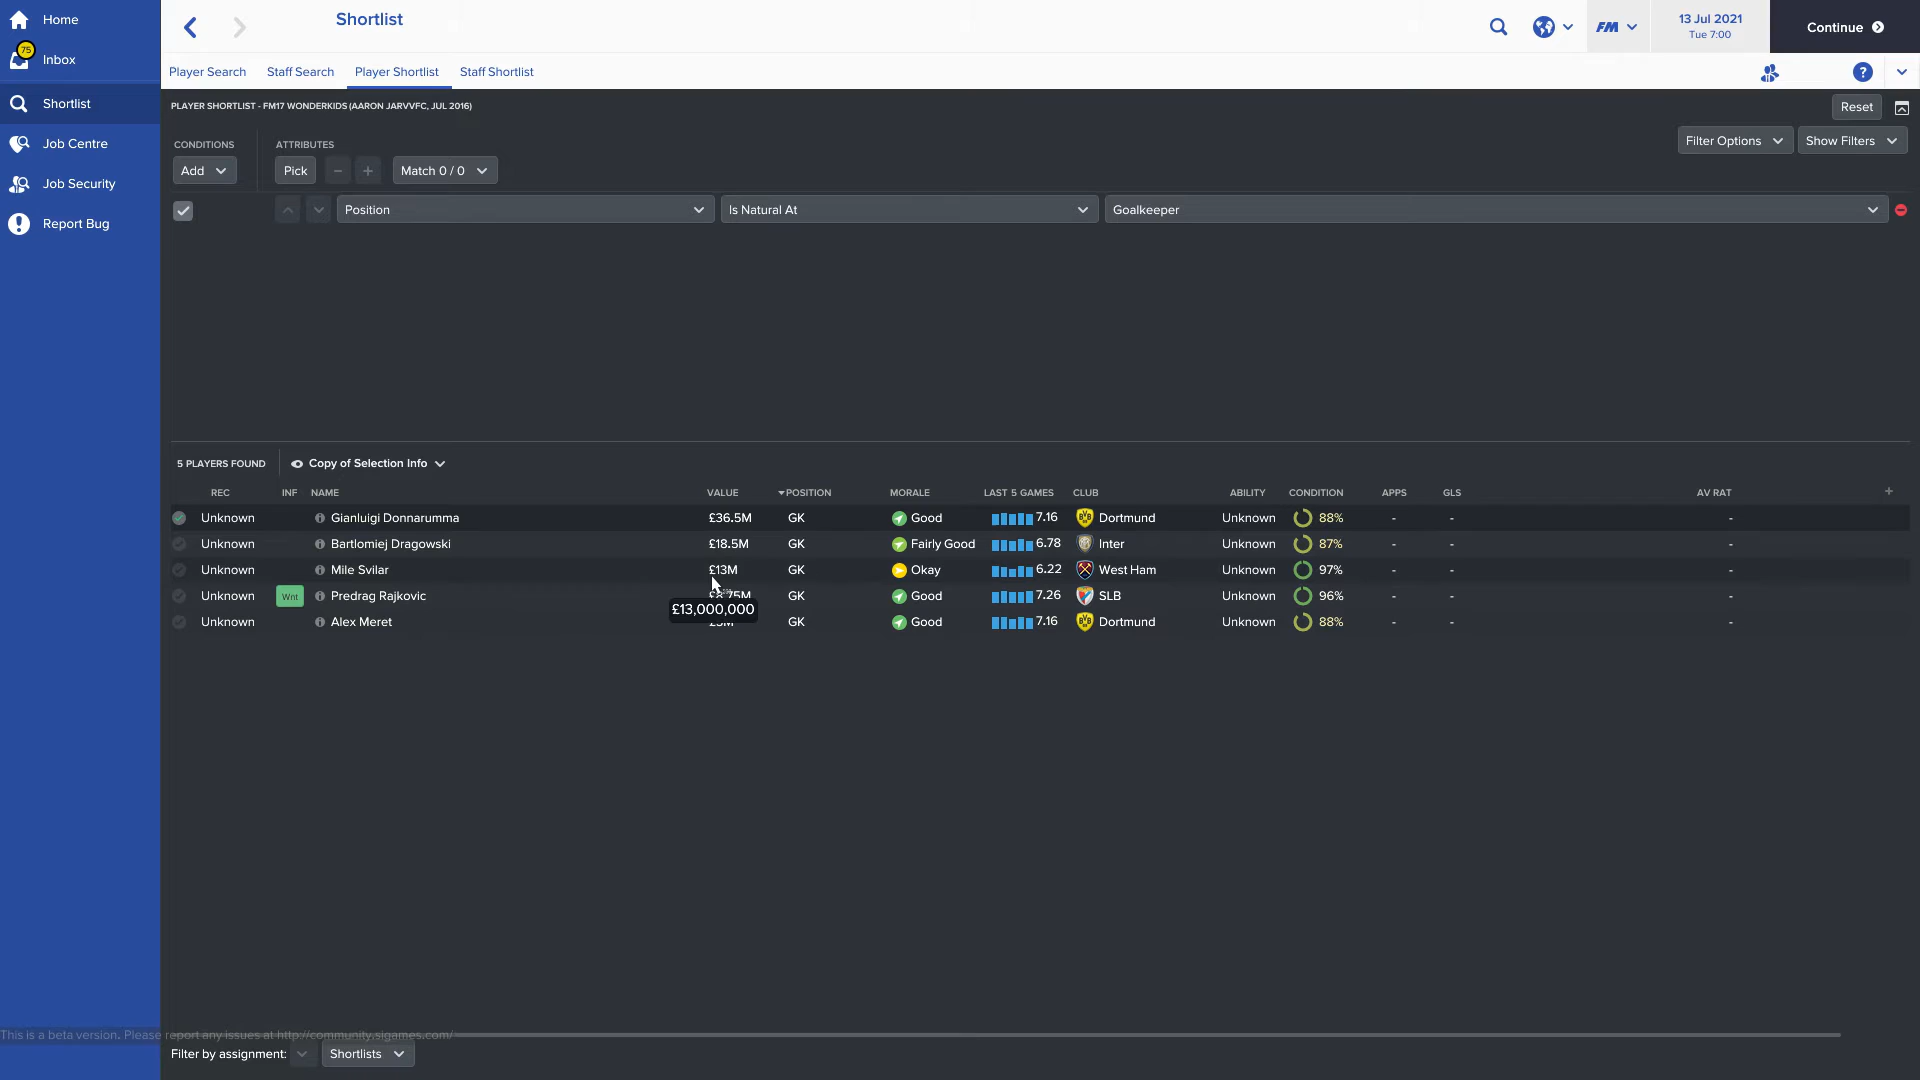 Home
75
Inbox
Shortlist
Job Centre
Job Security
Report Bug
Shortlist
FM
13 Jul 2021
Tue 7:00
Continue
Player Search
Staff Search
Player Shortlist
Staff Shortlist
?
PLAYER SHORTLIST - FM17 WONDERKIDS (AARON JARVVFC, JUL 2016)
Reset
CONDITIONS
ATTRIBUTES
Filter Options
Show Filters
Add
Pick
Match 0 / 0
Position
Is Natural At
Goalkeeper
5 PLAYERS FOUND
Copy of Selection Info
REC INF NAME VALUE POSITION MORALE LAST 5 GAMES CLUB ABILITY CONDITION APPS GLS AV RAT +
Unknown Gianluigi Donnarumma £36.5M GK Good 7.16 Dortmund Unknown 88% - - -
Unknown Bartlomiej Dragowski £18.5M GK Fairly Good 6.78 Inter Unknown 87% - - -
Unknown Mile Svilar £13M GK Okay 6.22 West Ham Unknown 97% - - -
Unknown Wnt Predrag Rajkovic GK Good 7.26 SLB Unknown 96% - - -
£13,000,000
Unknown Alex Meret GK Good 7.16 Dortmund Unknown 88% - - -
This is a beta version. Please report any issues at http://community.sigames.com/
Filter by assignment:
Shortlists